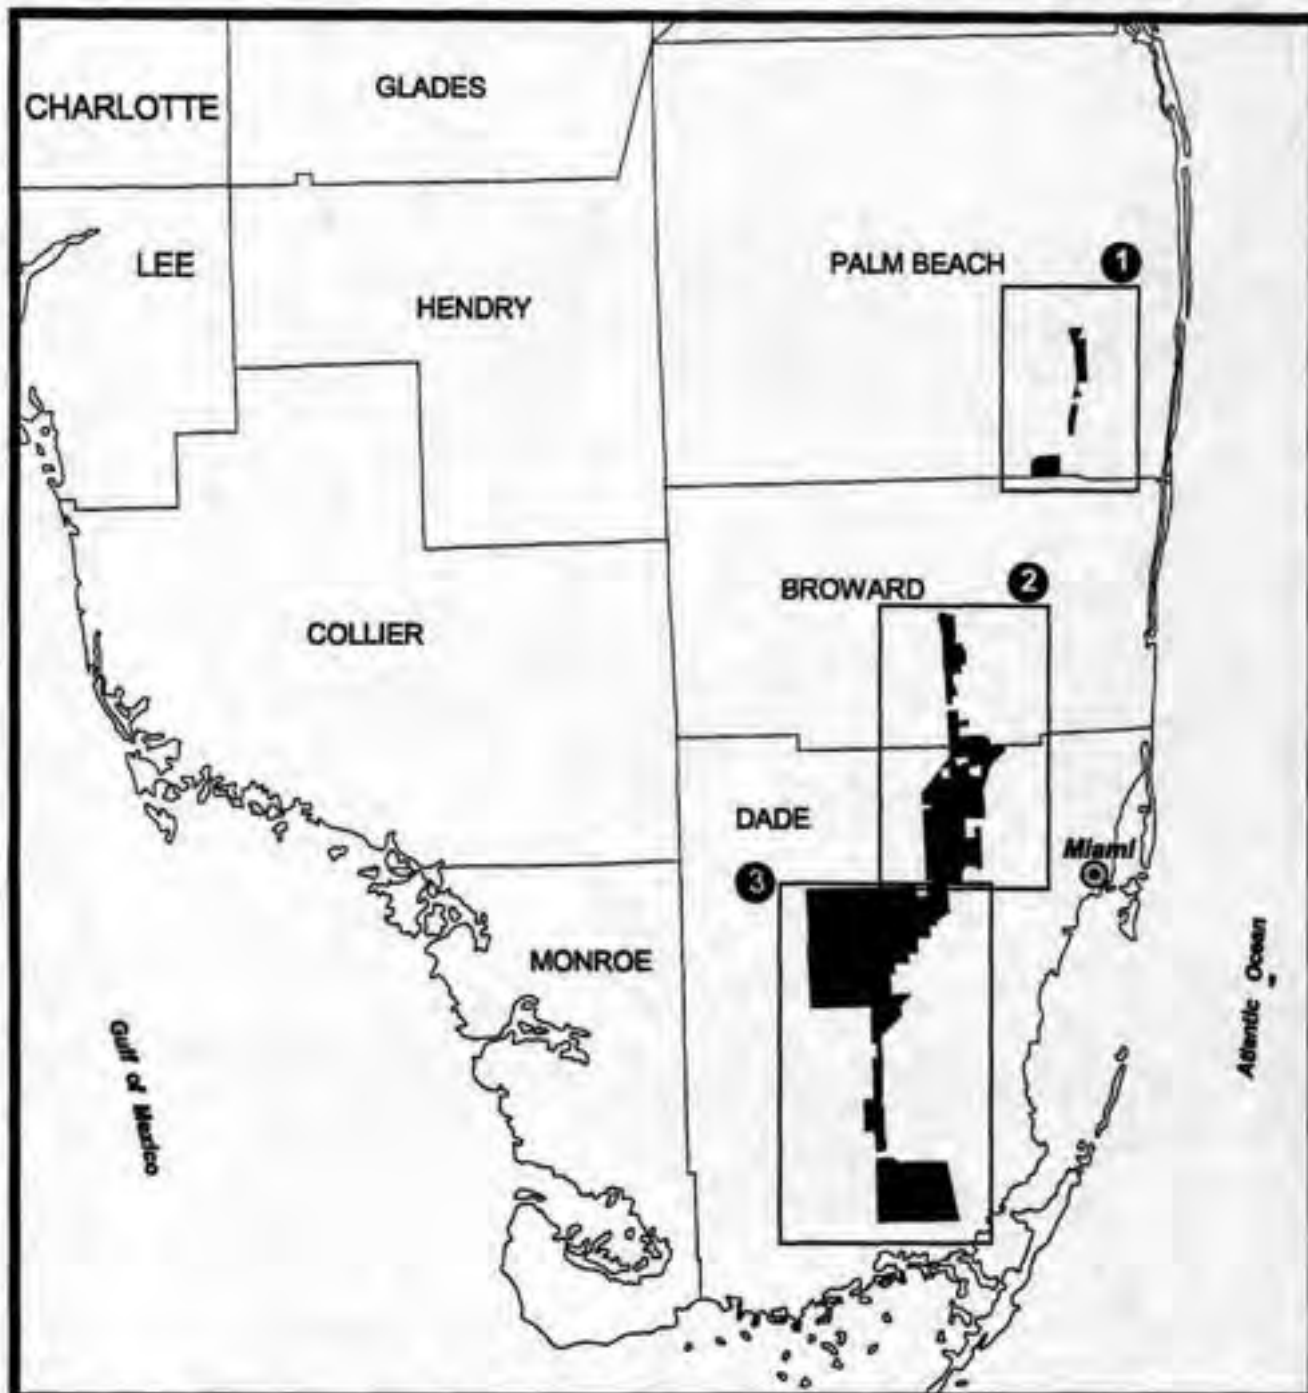 GLADES
CHARLOTTE
LEE
PALM BEACH
1
HENDRY
BROWARD
2
COLLIER
DADE
Miami
3
MONROE
Atlantic Ocean
Gulf of Mexico